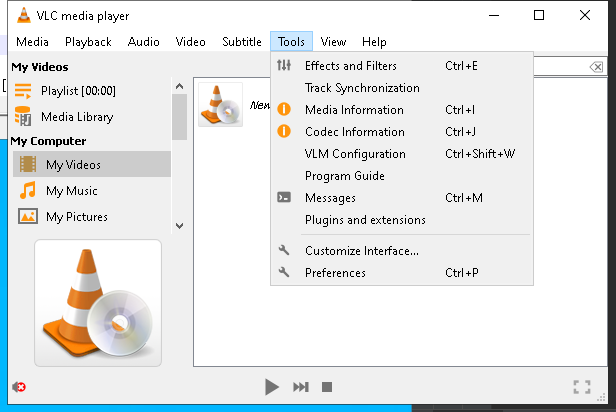 VLC media player
Media Playback Audio Video Subtitle Tools View Help
My Videos
Playlist [00:00]
Media Library
My Computer
My Videos
My Music
My Pictures
New
Effects and Filters Ctrl+E
Track Synchronization
Media Information Ctrl+I
Codec Information Ctrl+J
VLM Configuration Ctrl+Shift+W
Program Guide
Messages Ctrl+M
Plugins and extensions
Customize Interface...
Preferences Ctrl+P